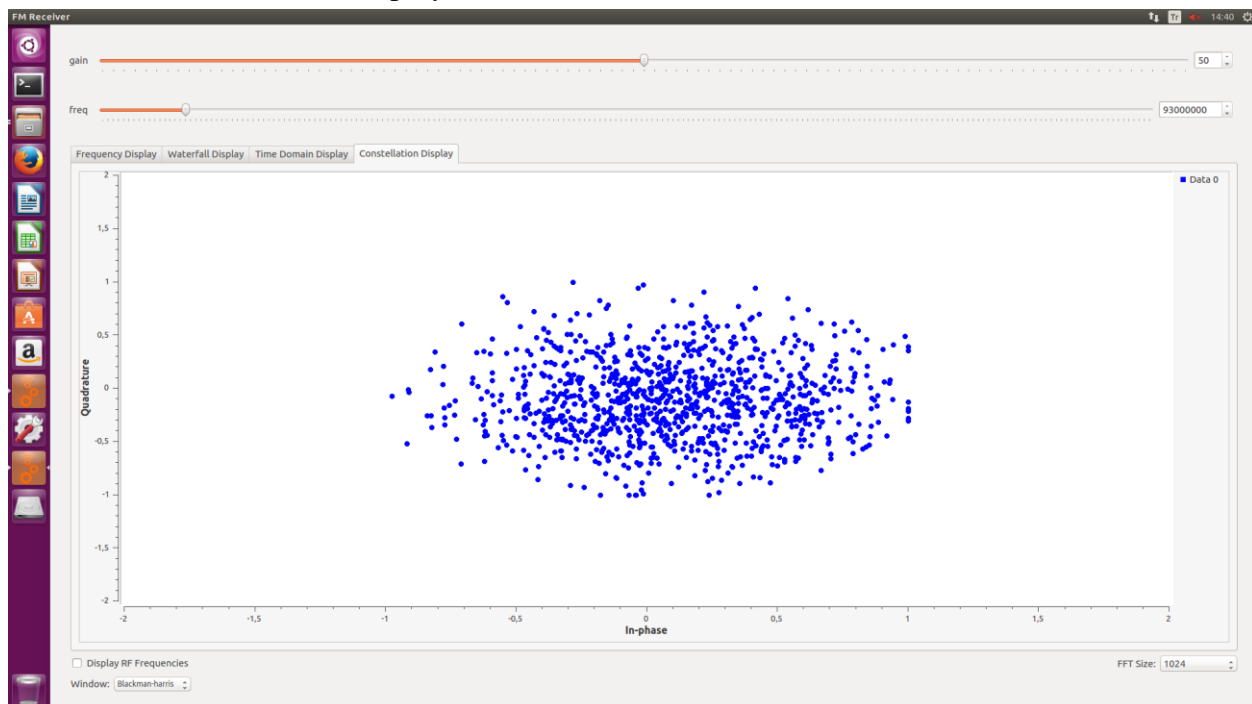 FM Receiver
Tr
14:40
gain
50
freq
93000000
Frequency Display Waterfall Display Time Domain Display Constellation Display
Data 0
2
1,5
1
0,5
0
-0,5
-1
-1,5
-2
Quadrature
-2 -1,5 -1 -0,5 0 0,5 1 1,5 2
In-phase
Display RF Frequencies
FFT Size: 1024
Window: Blackman-harris